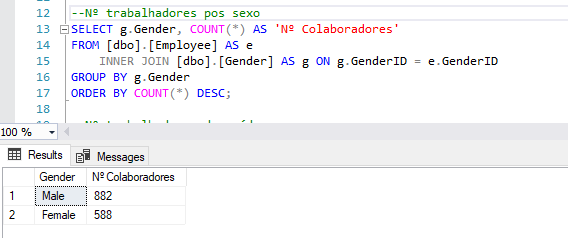 12 --Nº trabalhadores pos sexo
13 SELECT g.Gender, COUNT(*) AS 'Nº Colaboradores'
14 FROM [dbo].[Employee] AS e
15 INNER JOIN [dbo].[Gender] AS g ON g.GenderID = e.GenderID
16 GROUP BY g.Gender
17 ORDER BY COUNT(*) DESC;
18
100 %
Results Messages
Gender Nº Colaboradores
1 Male 882
2 Female 588